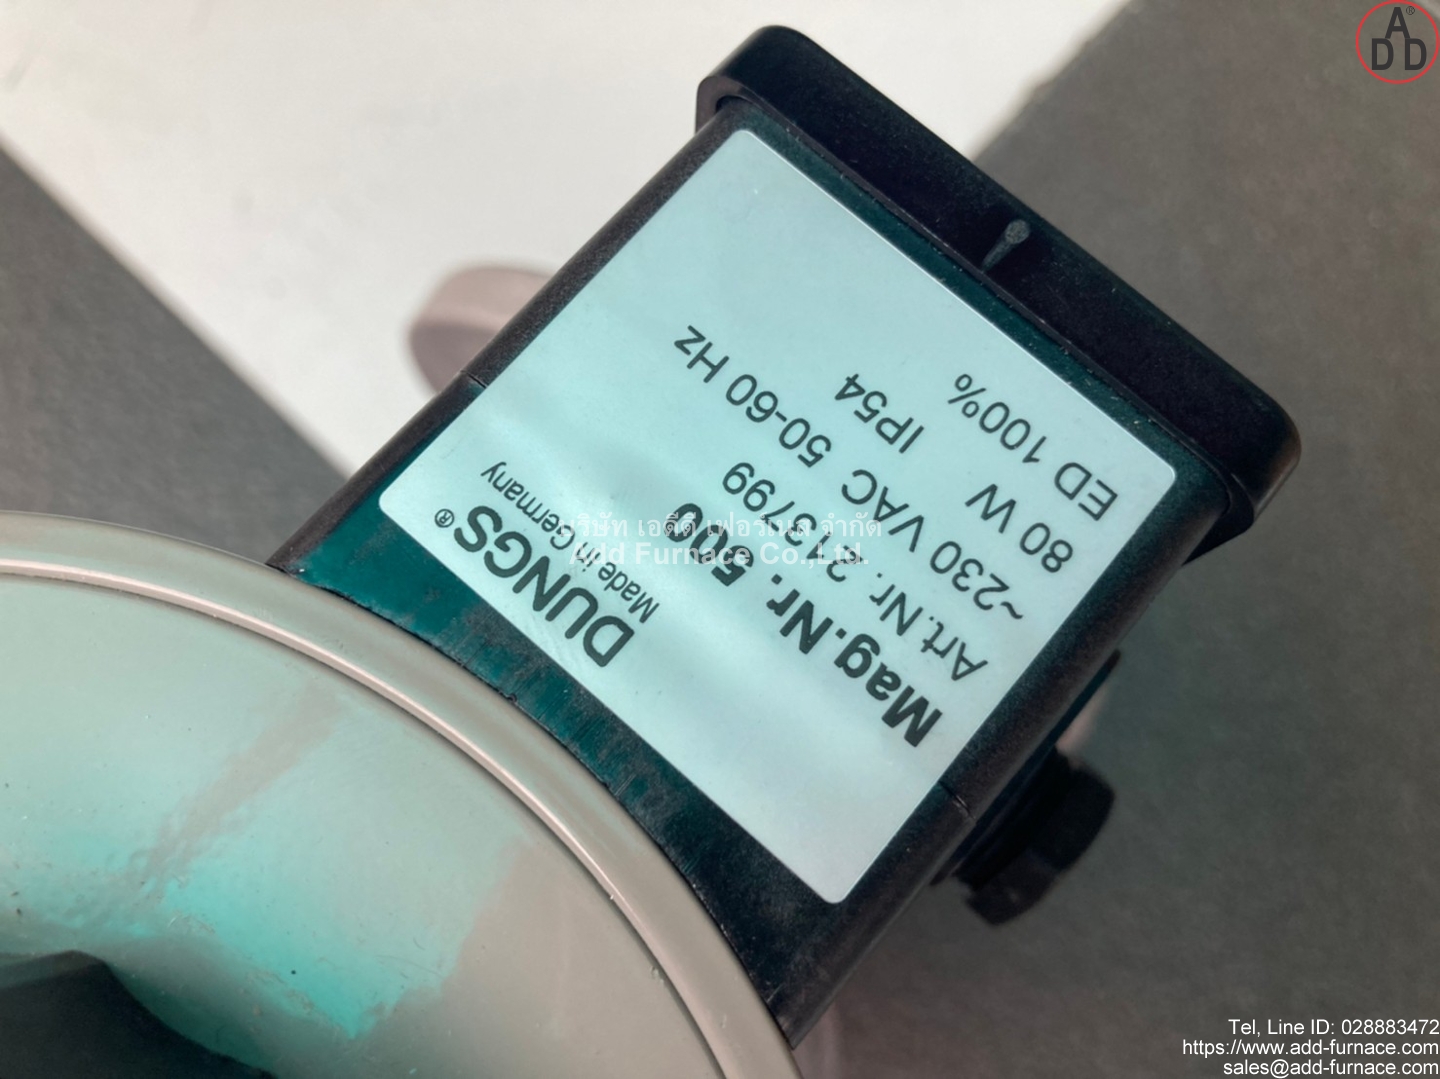 DUNGS®
Made in Germany
Mag.Nr. 500
Art.Nr. 213799
~230 VAC 50-60 Hz
80 W IP54
ED 100%
บริษัท เอดีดี เฟอร์เนส จำกัด
Add Furnace Co.,Ltd.
ADD®
Tel, Line ID: 028883472
https://www.add-furnace.com
sales@add-furnace.com